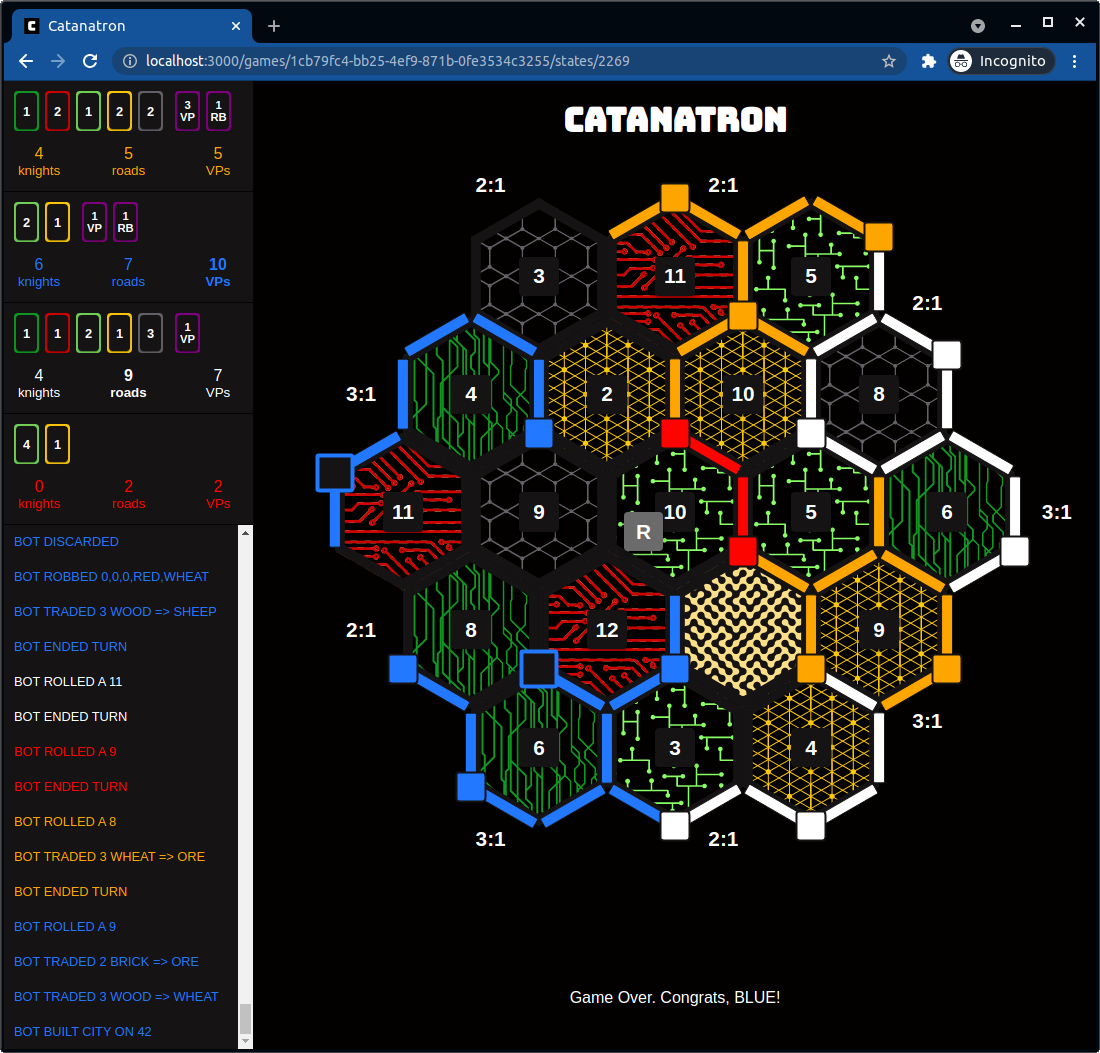 Catanatron
localhost:3000/games/1cb79fc4-bb25-4ef9-871b-0fe3534c3255/states/2269
Incognito
1 2 1 2 2 3 VP 1 RB
4 5 5
knights roads VPs
2 1 1 VP 1 RB
6 7 10
knights roads VPs
1 1 2 1 3 1 VP
4 9 7
knights roads VPs
4 1
0 2 2
knights roads VPs
BOT DISCARDED
BOT ROBBED 0,0,0,RED,WHEAT
BOT TRADED 3 WOOD => SHEEP
BOT ENDED TURN
BOT ROLLED A 11
BOT ENDED TURN
BOT ROLLED A 9
BOT ENDED TURN
BOT ROLLED A 8
BOT TRADED 3 WHEAT => ORE
BOT ENDED TURN
BOT ROLLED A 9
BOT TRADED 2 BRICK => ORE
BOT TRADED 3 WOOD => WHEAT
BOT BUILT CITY ON 42
CATANATRON
2:1 2:1
3 11 5
2:1
3:1 4 2 10 8
11 9 10 5 6 3:1
R
2:1 8 12 9
3:1
6 3 4
3:1 2:1
Game Over. Congrats, BLUE!